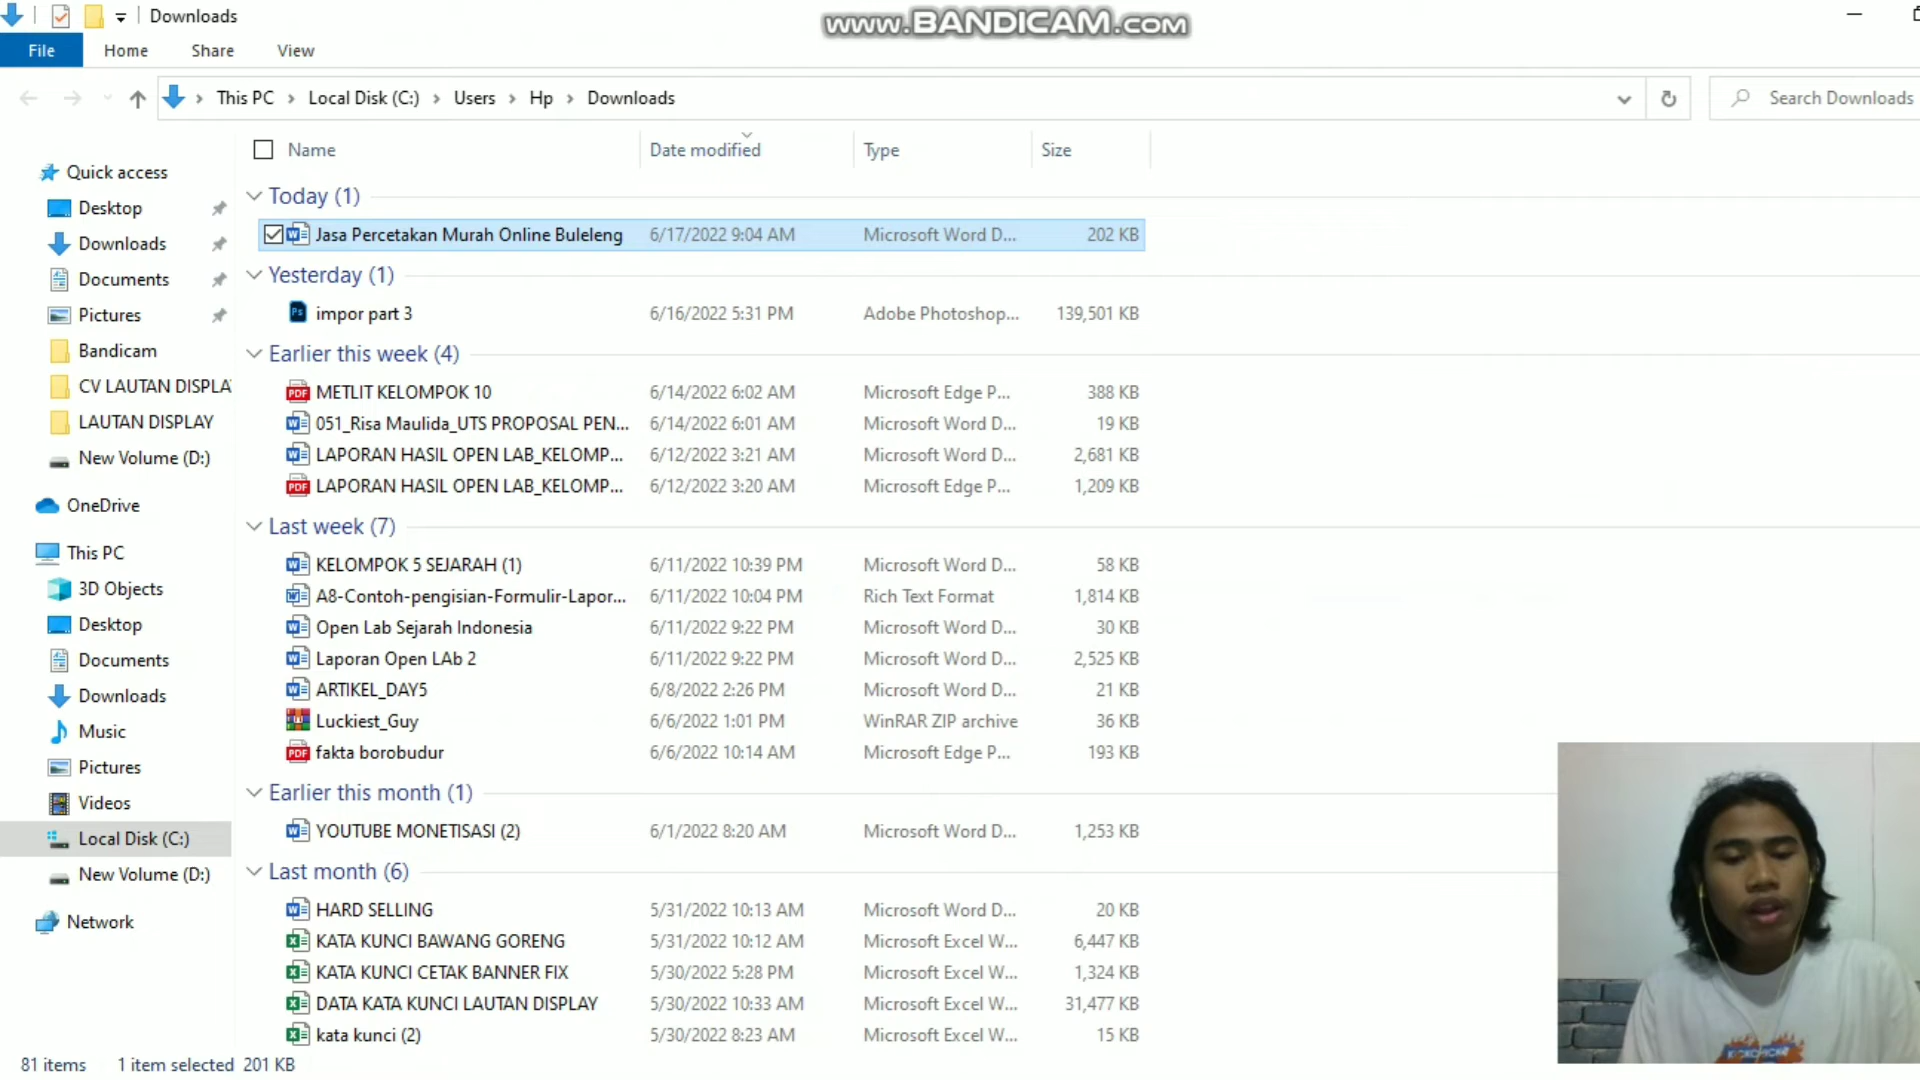 Downloads
www.BANDICAM.com
File Home Share View
This PC Local Disk (C:) Users Hp Downloads
Search Downloads
Name Date modified Type Size
Quick access
Desktop
Downloads
Documents
Pictures
Bandicam
CV LAUTAN DISPLA
LAUTAN DISPLAY
New Volume (D:)
OneDrive
This PC
3D Objects
Desktop
Documents
Downloads
Music
Pictures
Videos
Local Disk (C:)
New Volume (D:)
Network
Today (1)
Jasa Percetakan Murah Online Buleleng 6/17/2022 9:04 AM Microsoft Word D... 202 KB
Yesterday (1)
impor part 3 6/16/2022 5:31 PM Adobe Photoshop... 139,501 KB
Earlier this week (4)
METLIT KELOMPOK 10 6/14/2022 6:02 AM Microsoft Edge P... 388 KB
051_Risa Maulida_UTS PROPOSAL PEN... 6/14/2022 6:01 AM Microsoft Word D... 19 KB
LAPORAN HASIL OPEN LAB_KELOMP... 6/12/2022 3:21 AM Microsoft Word D... 2,681 KB
LAPORAN HASIL OPEN LAB_KELOMP... 6/12/2022 3:20 AM Microsoft Edge P... 1,209 KB
Last week (7)
KELOMPOK 5 SEJARAH (1) 6/11/2022 10:39 PM Microsoft Word D... 58 KB
A8-Contoh-pengisian-Formulir-Lapor... 6/11/2022 10:04 PM Rich Text Format 1,814 KB
Open Lab Sejarah Indonesia 6/11/2022 9:22 PM Microsoft Word D... 30 KB
Laporan Open LAb 2 6/11/2022 9:22 PM Microsoft Word D... 2,525 KB
ARTIKEL_DAY5 6/8/2022 2:26 PM Microsoft Word D... 21 KB
Luckiest_Guy 6/6/2022 1:01 PM WinRAR ZIP archive 36 KB
fakta borobudur 6/6/2022 10:14 AM Microsoft Edge P... 193 KB
Earlier this month (1)
YOUTUBE MONETISASI (2) 6/1/2022 8:20 AM Microsoft Word D... 1,253 KB
Last month (6)
HARD SELLING 5/31/2022 10:13 AM Microsoft Word D... 20 KB
KATA KUNCI BAWANG GORENG 5/31/2022 10:12 AM Microsoft Excel W... 6,447 KB
KATA KUNCI CETAK BANNER FIX 5/30/2022 5:28 PM Microsoft Excel W... 1,324 KB
DATA KATA KUNCI LAUTAN DISPLAY 5/30/2022 10:33 AM Microsoft Excel W... 31,477 KB
kata kunci (2) 5/30/2022 8:23 AM Microsoft Excel W... 15 KB
81 items 1 item selected 201 KB